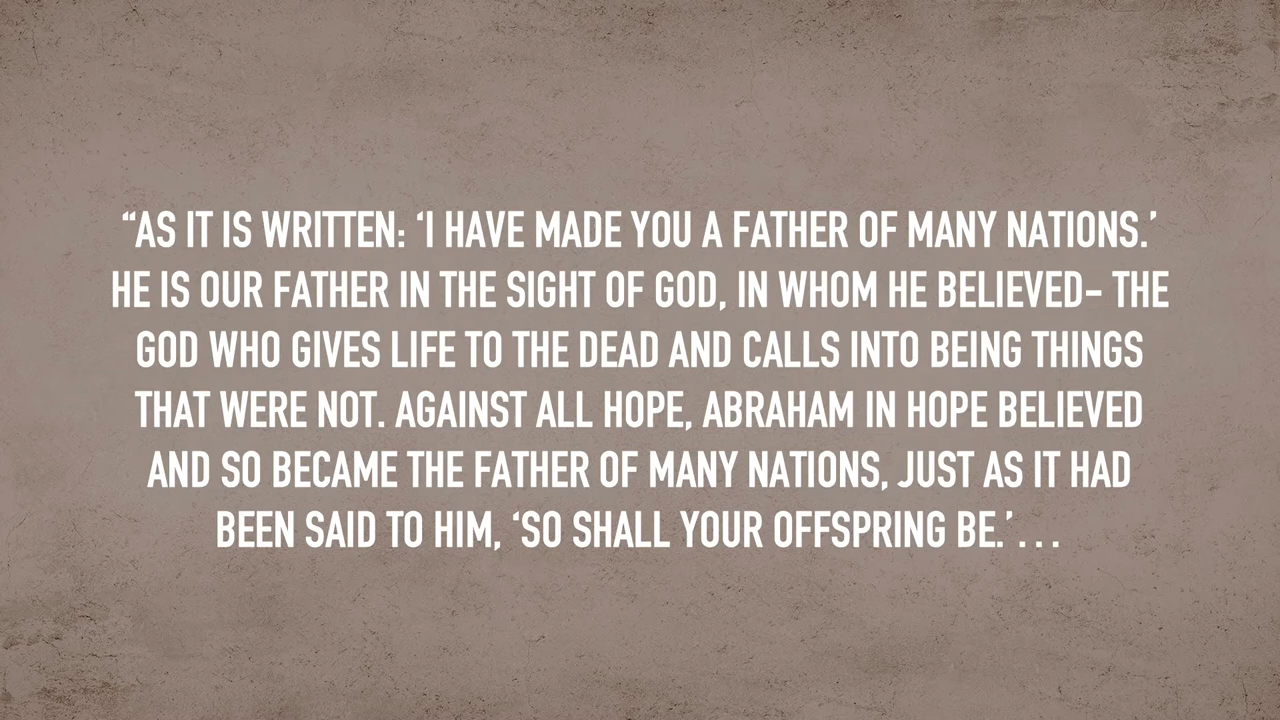 “AS IT IS WRITTEN: ‘I HAVE MADE YOU A FATHER OF MANY NATIONS.’
HE IS OUR FATHER IN THE SIGHT OF GOD, IN WHOM HE BELIEVED- THE
GOD WHO GIVES LIFE TO THE DEAD AND CALLS INTO BEING THINGS
THAT WERE NOT. AGAINST ALL HOPE, ABRAHAM IN HOPE BELIEVED
AND SO BECAME THE FATHER OF MANY NATIONS, JUST AS IT HAD
BEEN SAID TO HIM, ‘SO SHALL YOUR OFFSPRING BE.’...